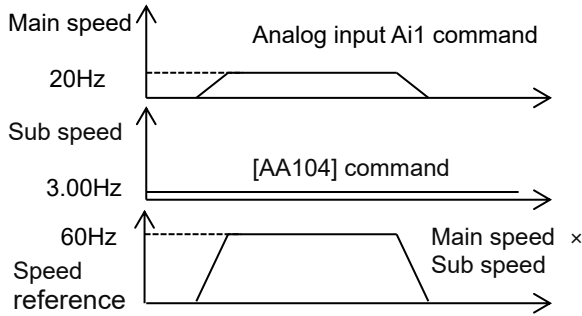 Main speed
Analog input Ai1 command
20Hz
Sub speed
[AA104] command
3.00Hz
60Hz
Main speed ×
Sub speed
Speed
reference